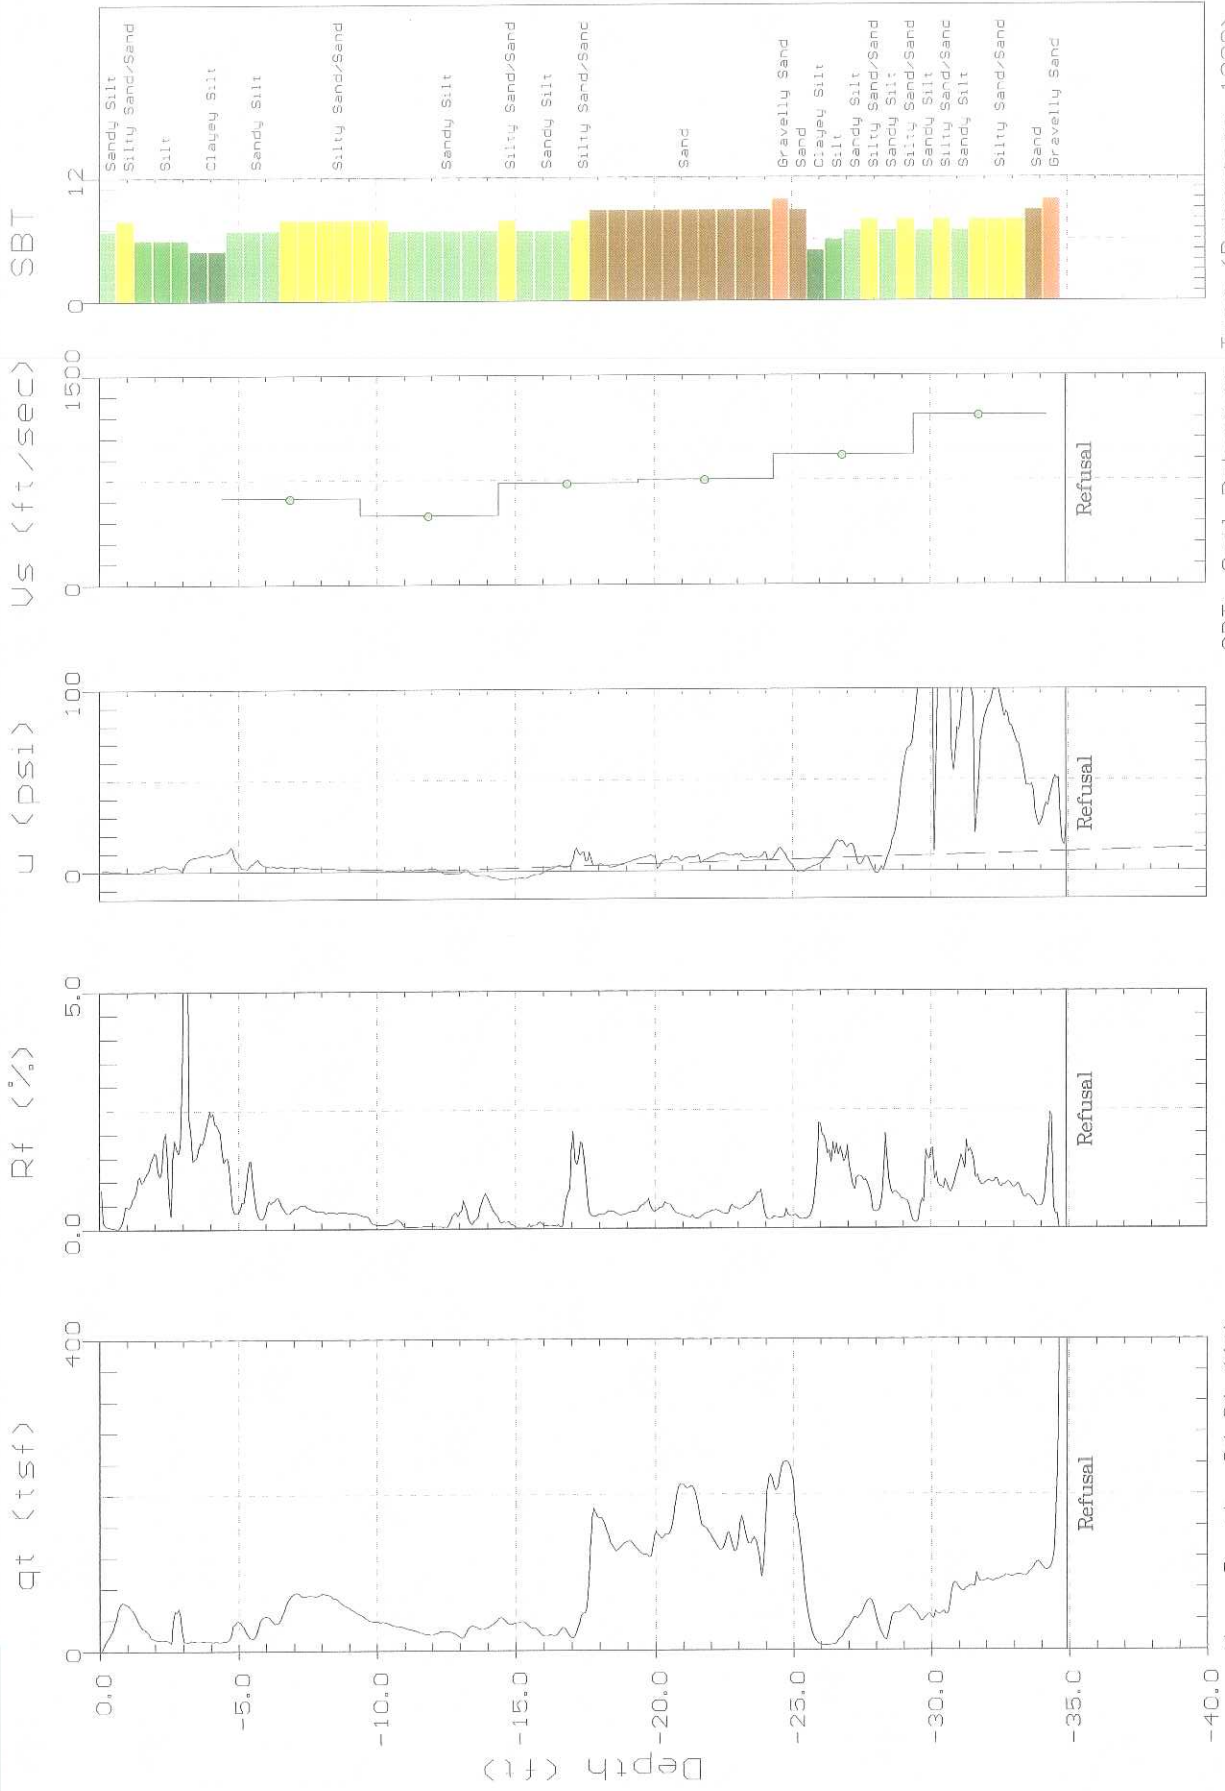 Depth (ft)
0.0
-5.0
-10.0
-15.0
-20.0
-25.0
-30.0
-35.0
-40.0
qt (tsf)
0
400
Refusal
Rf (%)
0.0
5.0
Refusal
u (psi)
0
100
Refusal
Vs (ft/sec)
0
1500
Refusal
SBT
0
12
Sandy Silt
Silty Sand/Sand
Silt
Clayey Silt
Sandy Silt
Silty Sand/Sand
Sandy Silt
Silty Sand/Sand
Sandy Silt
Silty Sand/Sand
Sand
Gravelly Sand
Sand
Clayey Silt
Silt
Sandy Silt
Silty Sand/Sand
Sandy Silt
Silty Sand/Sand
Sandy Silt
Silty Sand/Sand
Sandy Silt
Silty Sand/Sand
Sand
Gravelly Sand